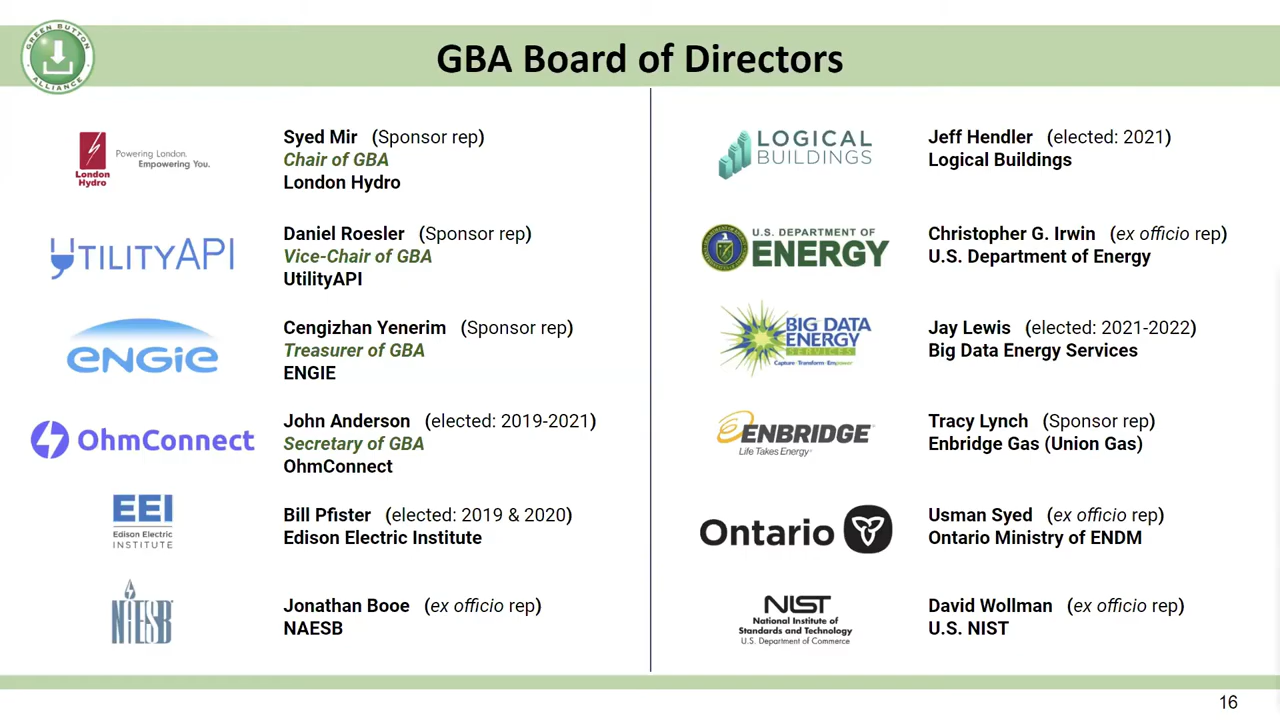 GREEN BUTTON
ALLIANCE
GBA Board of Directors
London
Hydro
Powering London.
Empowering You.
Syed Mir (Sponsor rep)
Chair of GBA
London Hydro
UTILITYAPI
Daniel Roesler (Sponsor rep)
Vice-Chair of GBA
UtilityAPI
ENGIE
Cengizhan Yenerim (Sponsor rep)
Treasurer of GBA
ENGIE
OhmConnect
John Anderson (elected: 2019-2021)
Secretary of GBA
OhmConnect
EEI
Edison Electric
INSTITUTE
Bill Pfister (elected: 2019 & 2020)
Edison Electric Institute
NAESB
Jonathan Booe (ex officio rep)
NAESB
LOGICAL
BUILDINGS
Jeff Hendler (elected: 2021)
Logical Buildings
U.S. DEPARTMENT OF
ENERGY
Christopher G. Irwin (ex officio rep)
U.S. Department of Energy
BIG DATA
ENERGY
SERVICES
Capture · Transform · Empower
Jay Lewis (elected: 2021-2022)
Big Data Energy Services
ENBRIDGE
Life Takes Energy
Tracy Lynch (Sponsor rep)
Enbridge Gas (Union Gas)
Ontario
Usman Syed (ex officio rep)
Ontario Ministry of ENDM
NIST
National Institute of
Standards and Technology
U.S. Department of Commerce
David Wollman (ex officio rep)
U.S. NIST
16